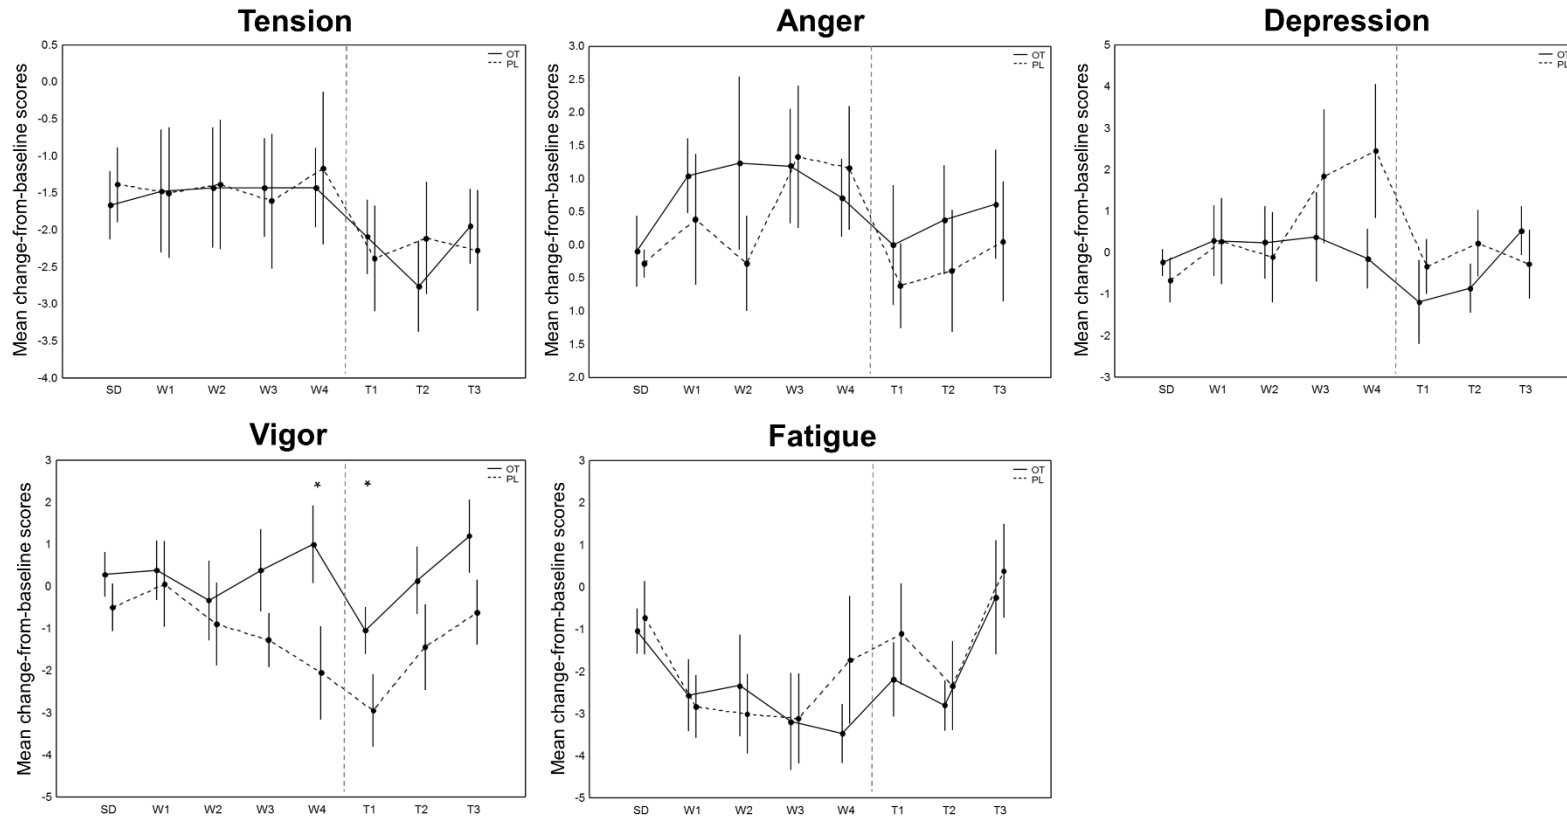 Tension
Anger
Depression
Mean change-from-baseline scores
0.5
0.0
-0.5
-1.0
-1.5
-2.0
-2.5
-3.0
-3.5
-4.0
OT
PL
SD W1 W2 W3 W4 T1 T2 T3
Mean change-from-baseline scores
3.0
2.5
2.0
1.5
1.0
0.5
0.0
0.5
1.0
1.5
2.0
OT
PL
SD W1 W2 W3 W4 T1 T2 T3
Mean change-from-baseline scores
5
4
3
2
1
0
-1
-2
-3
OT
PL
SD W1 W2 W3 W4 T1 T2 T3
Vigor
Fatigue
Mean change-from-baseline scores
3
2
1
0
-1
-2
-3
-4
-5
* *
OT
PL
SD W1 W2 W3 W4 T1 T2 T3
Mean change-from-baseline scores
3
2
1
0
-1
-2
-3
-4
-5
OT
PL
SD W1 W2 W3 W4 T1 T2 T3